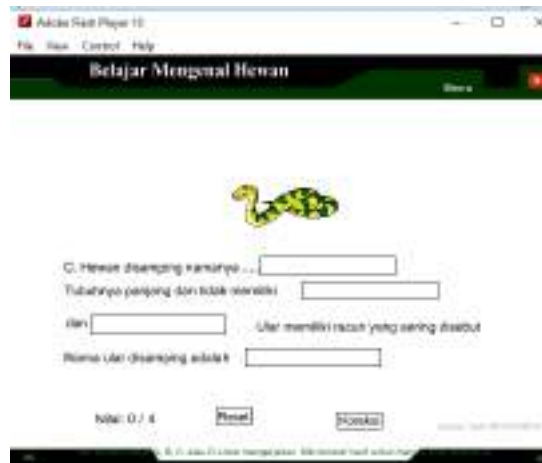 Adobe Flash Player 10
File View Control Help
Belajar Mengenal Hewan
Menu
C. Hewan disamping namanya ...
Tubuhnya panjang dan tidak memiliki
dan
Ular memiliki racun yang sering disebut
Nama ular disamping adalah
Nilai: 0 / 4
Reset
Koreksi